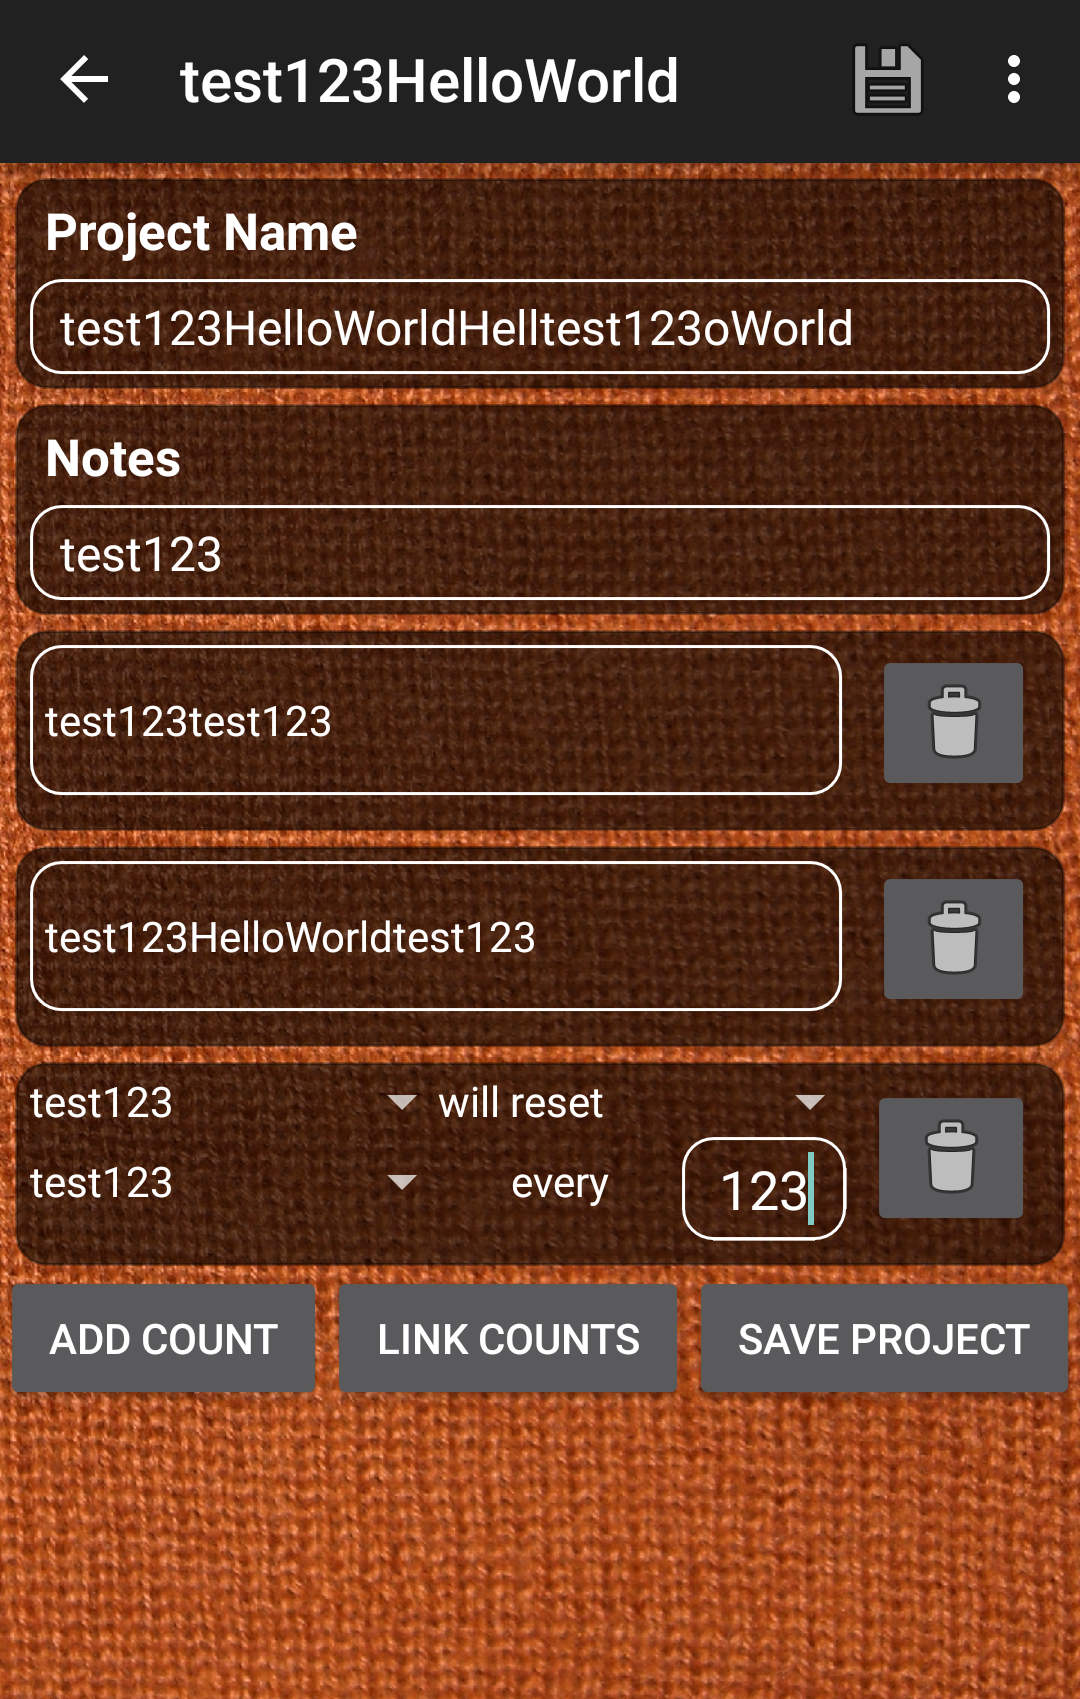 test123HelloWorld
Project Name
test123HelloWorldHelltest123oWorld
Notes
test123
test123test123
test123HelloWorldtest123
test123 will reset
test123 every 123
ADD COUNT LINK COUNTS SAVE PROJECT